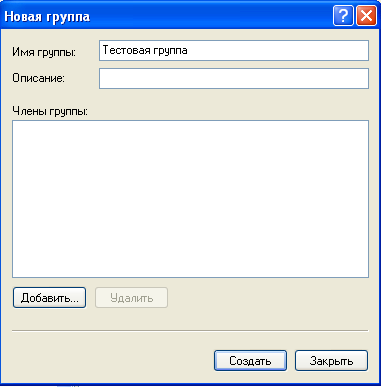 Новая группа
Имя группы: Тестовая группа
Описание:
Члены группы:
Добавить... Удалить
Создать Закрыть